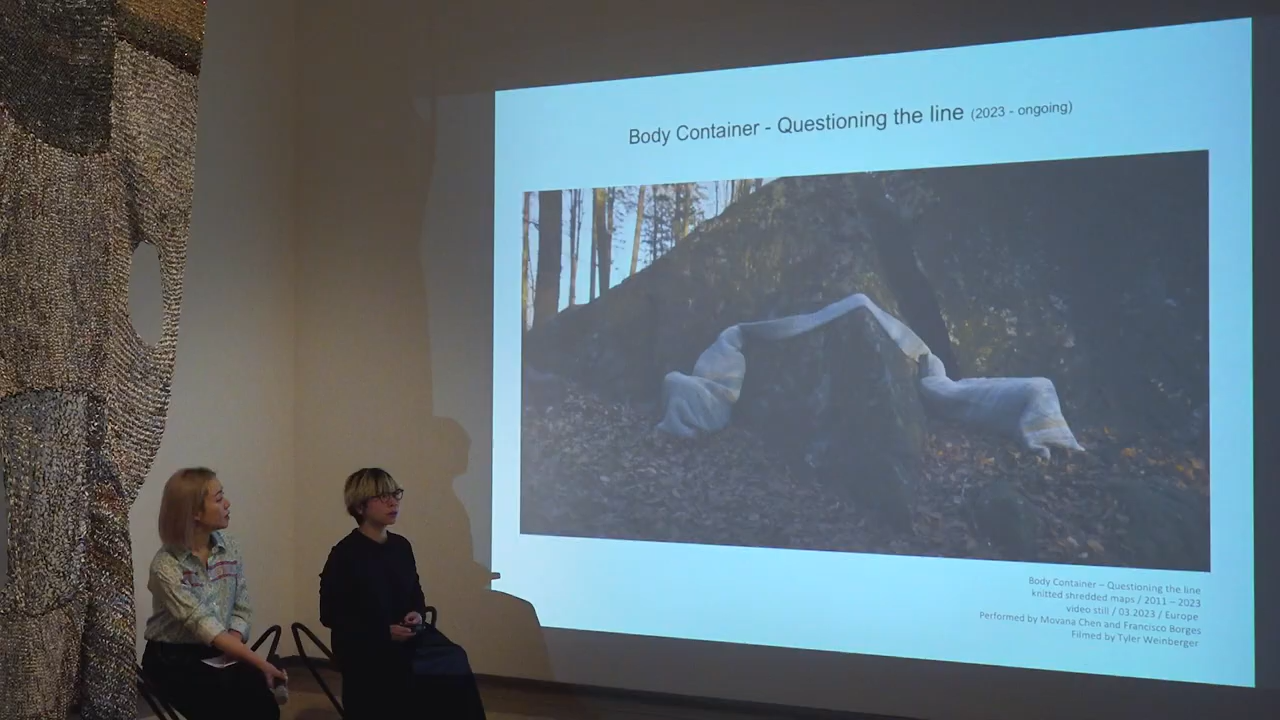 Body Container - Questioning the line (2023 - ongoing)
Body Container – Questioning the line
knitted shredded maps / 2011 – 2023
video still / 03.2023 / Europe
Performed by Movana Chen and Francisco Borges
Filmed by Tyler Weinberger